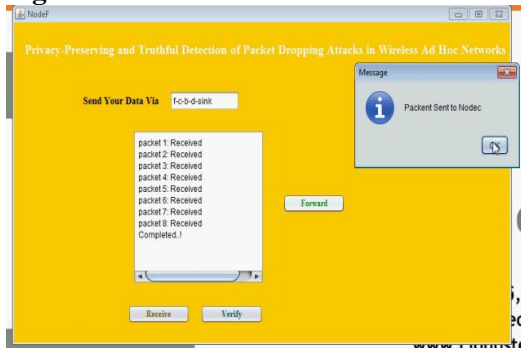 NodeF
Privacy-Preserving and Truthful Detection of Packet Dropping Attacks in Wireless Ad Hoc Networks
Message
Send Your Data Via
f-c-b-d-sink
Packent Sent to Nodec
packet 1: Received
packet 2: Received
packet 3: Received
packet 4: Received
packet 5: Received
packet 6: Received
packet 7: Received
packet 8: Received
Completed..!
Forward
Receive
Verify